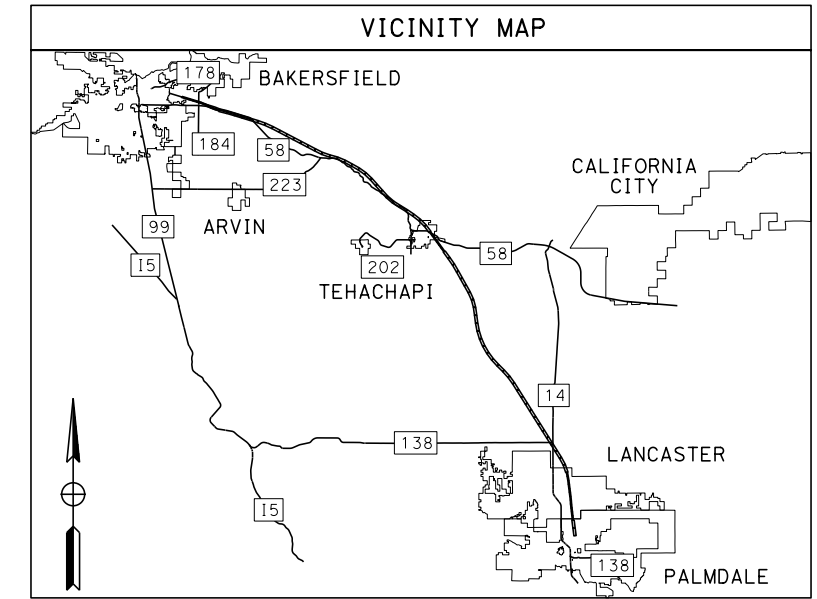 VICINITY MAP
178
BAKERSFIELD
184
58
CALIFORNIA
CITY
223
99
ARVIN
I5
202
58
TEHACHAPI
14
138
LANCASTER
I5
138
PALMDALE